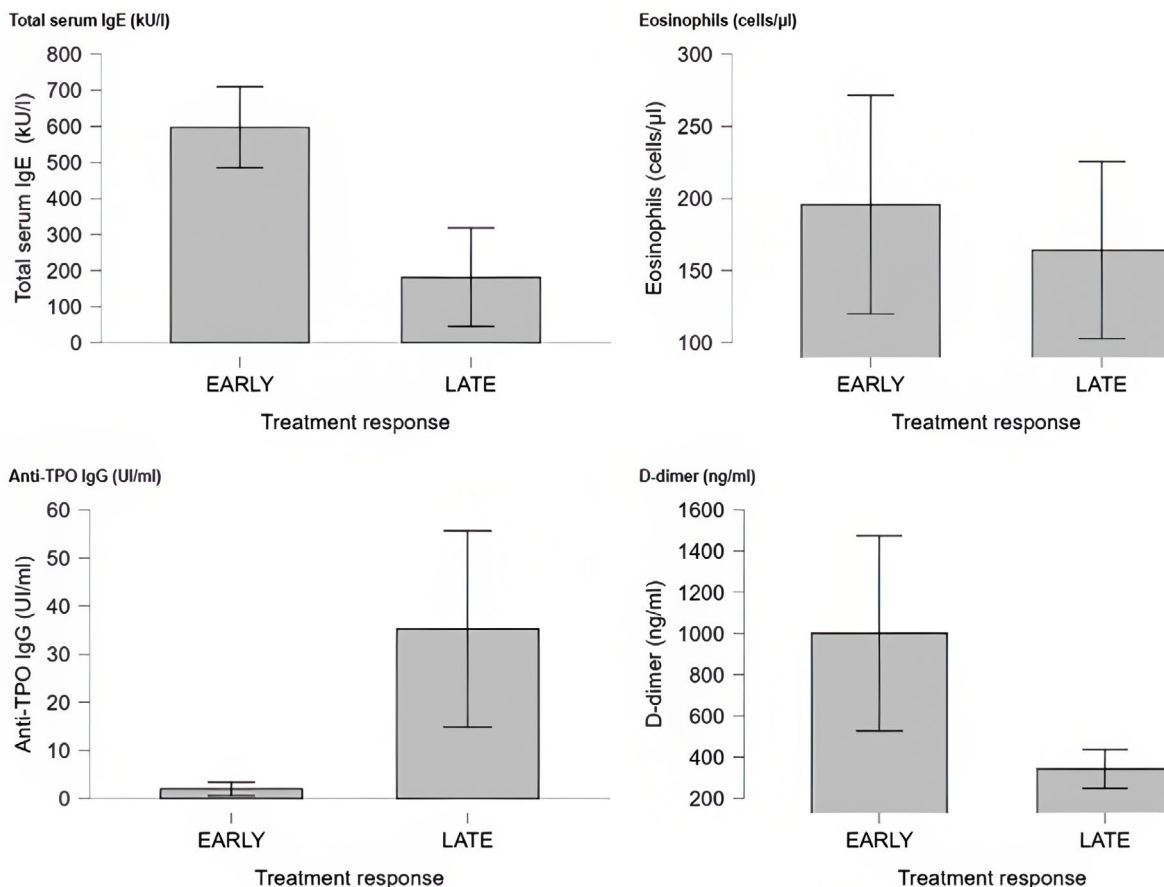 Total serum IgE (kU/l)
800
700
600
500
400
300
200
100
0
Total serum IgE (kU/l)
EARLY
LATE
Treatment response
Eosinophils (cells/µl)
300
250
200
150
100
Eosinophils (cells/µl)
EARLY
LATE
Treatment response
Anti-TPO IgG (UI/ml)
60
50
40
30
20
10
0
Anti-TPO IgG (UI/ml)
EARLY
LATE
Treatment response
D-dimer (ng/ml)
1600
1400
1200
1000
800
600
400
200
D-dimer (ng/ml)
EARLY
LATE
Treatment response